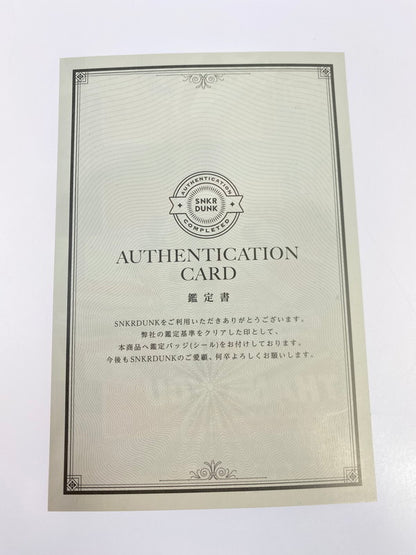 AUTHENTICATION
SNKR
DUNK
COMPLETED
AUTHENTICATION
CARD
鑑定書
SNKRDUNKをご利用いただきありがとうございます。
弊社の鑑定基準をクリアした印として、
本商品へ鑑定バッジ(シール)をお付けしております。
今後もSNKRDUNKのご愛顧、何卒よろしくお願いします。